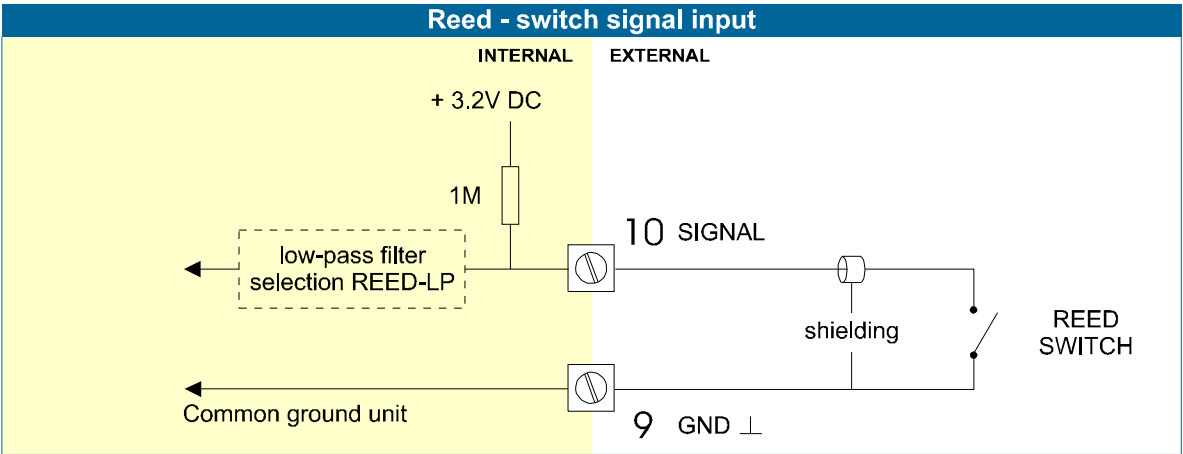 Reed - switch signal input
INTERNAL
EXTERNAL
+ 3.2V DC
1M
10 SIGNAL
low-pass filter
selection REED-LP
shielding
REED
SWITCH
Common ground unit
9 GND ⊥